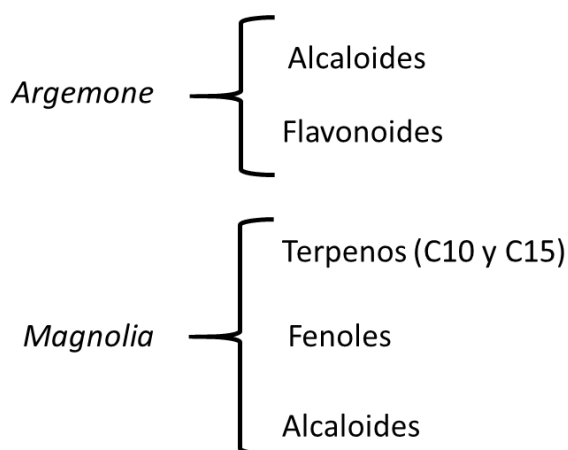 Argemone
Alcaloides
Flavonoides
Magnolia
Terpenos (C10 y C15)
Fenoles
Alcaloides